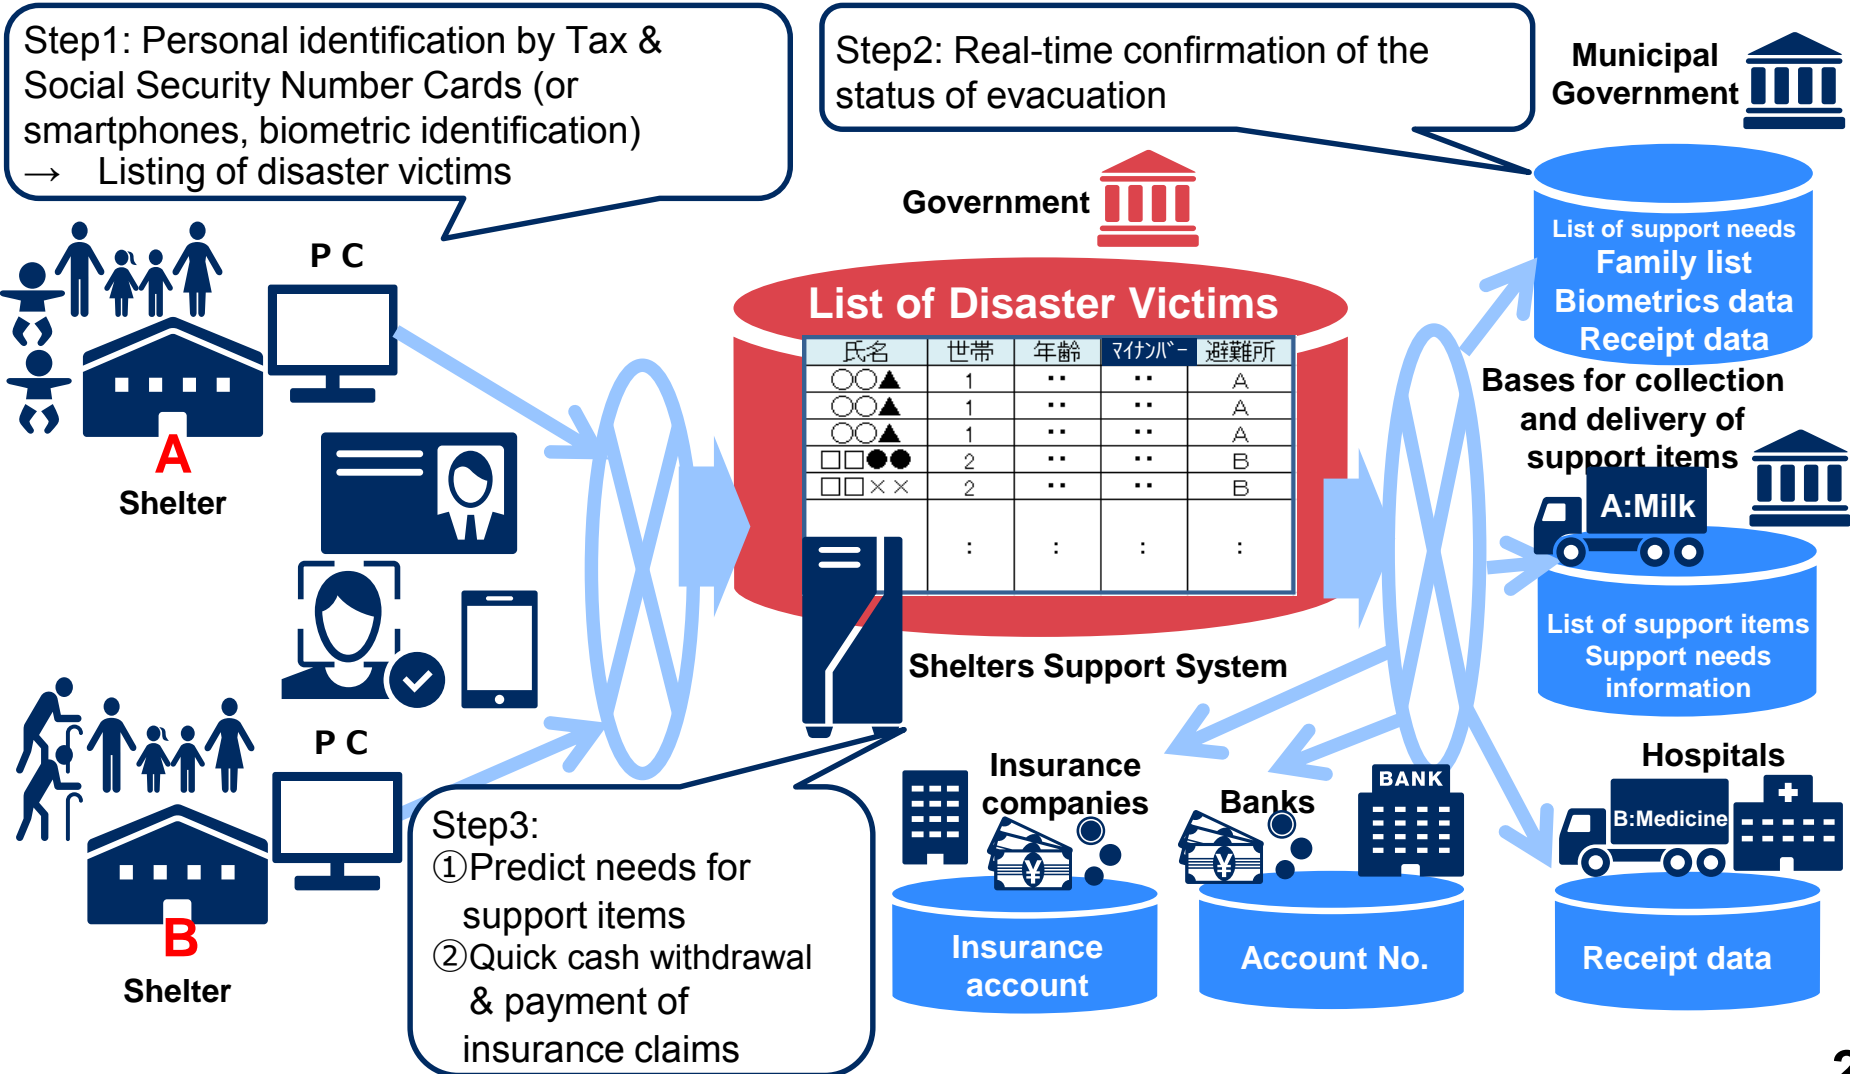 Step1: Personal identification by Tax &
Social Security Number Cards (or
smartphones, biometric identification)
→ Listing of disaster victims
Step2: Real-time confirmation of the
status of evacuation
Municipal
Government
Government
List of support needs
Family list
Biometrics data
Receipt data
P C
A
Shelter
List of Disaster Victims
氏名 世帯 年齢 マイナンバー 避難所
○○▲ 1 ‥ ‥ A
○○▲ 1 ‥ ‥ A
○○▲ 1 ‥ ‥ A
□□●● 2 ‥ ‥ B
□□×× 2 ‥ ‥ B
: : : :
Shelters Support System
Bases for collection
and delivery of
support items
A:Milk
List of support items
Support needs
information
P C
B
Shelter
Step3:
①Predict needs for
support items
②Quick cash withdrawal
& payment of
insurance claims
Insurance
companies
¥
Insurance
account
Banks
¥
BANK
Account No.
Hospitals
B:Medicine
Receipt data